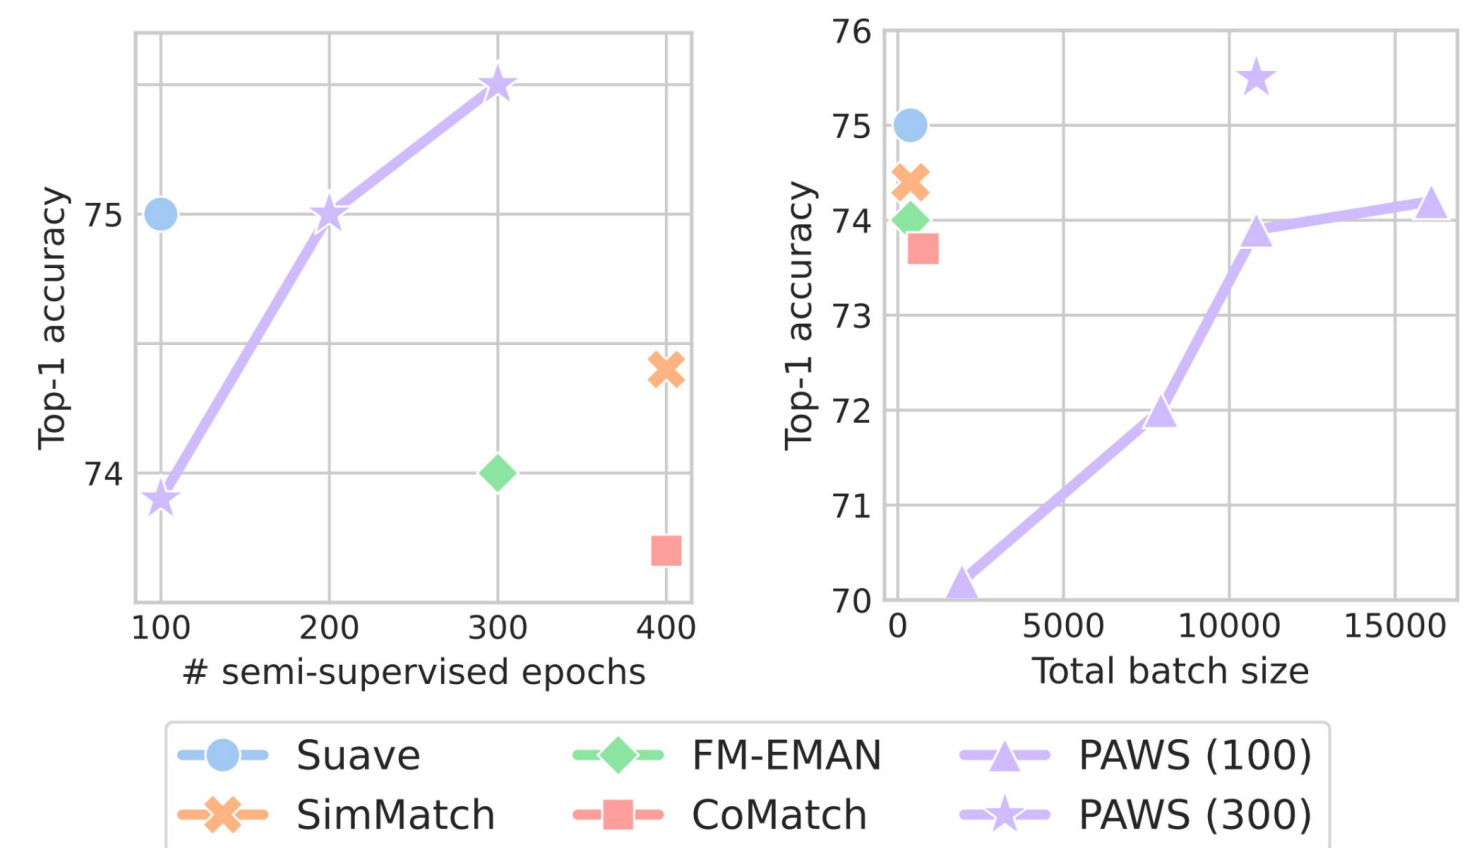 Top-1 accuracy
75
74
100 200 300 400
# semi-supervised epochs
Top-1 accuracy
76
75
74
73
72
71
70
0 5000 10000 15000
Total batch size
Suave FM-EMAN PAWS (100)
SimMatch CoMatch PAWS (300)